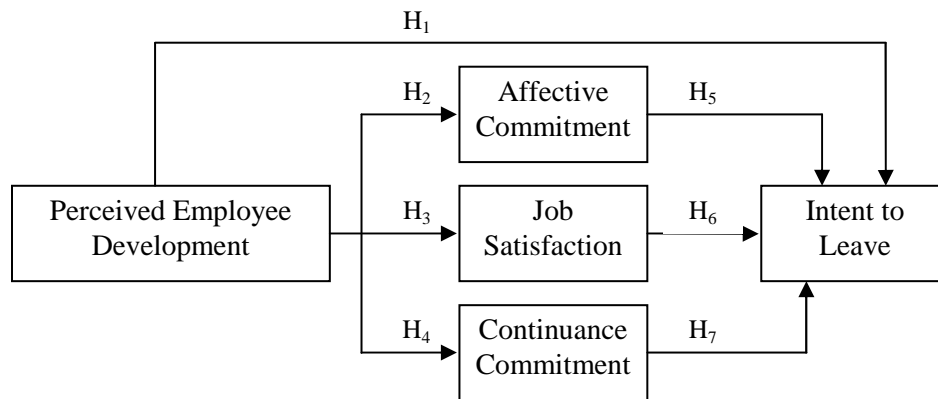 H₁
H₂
Affective
Commitment
H₅
Perceived Employee
Development
H₃
Job
Satisfaction
H₆
Intent to
Leave
H₄
Continuance
Commitment
H₇